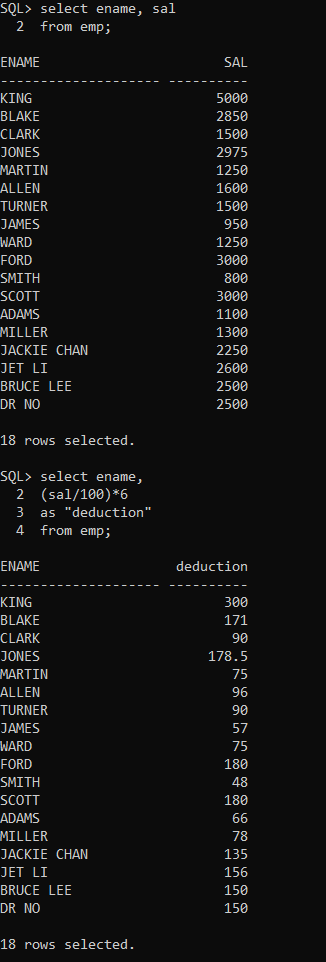 SQL> select ename, sal
  2  from emp;
ENAME                       SAL
-------------------- ----------
KING                       5000
BLAKE                      2850
CLARK                      1500
JONES                      2975
MARTIN                     1250
ALLEN                      1600
TURNER                     1500
JAMES                       950
WARD                       1250
FORD                       3000
SMITH                       800
SCOTT                      3000
ADAMS                      1100
MILLER                     1300
JACKIE CHAN                2250
JET LI                     2600
BRUCE LEE                  2500
DR NO                      2500
18 rows selected.
SQL> select ename,
  2  (sal/100)*6
  3  as "deduction"
  4  from emp;
ENAME                 deduction
-------------------- ----------
KING                        300
BLAKE                       171
CLARK                        90
JONES                     178.5
MARTIN                       75
ALLEN                        96
TURNER                       90
JAMES                        57
WARD                         75
FORD                        180
SMITH                        48
SCOTT                       180
ADAMS                        66
MILLER                       78
JACKIE CHAN                 135
JET LI                      156
BRUCE LEE                   150
DR NO                       150
18 rows selected.